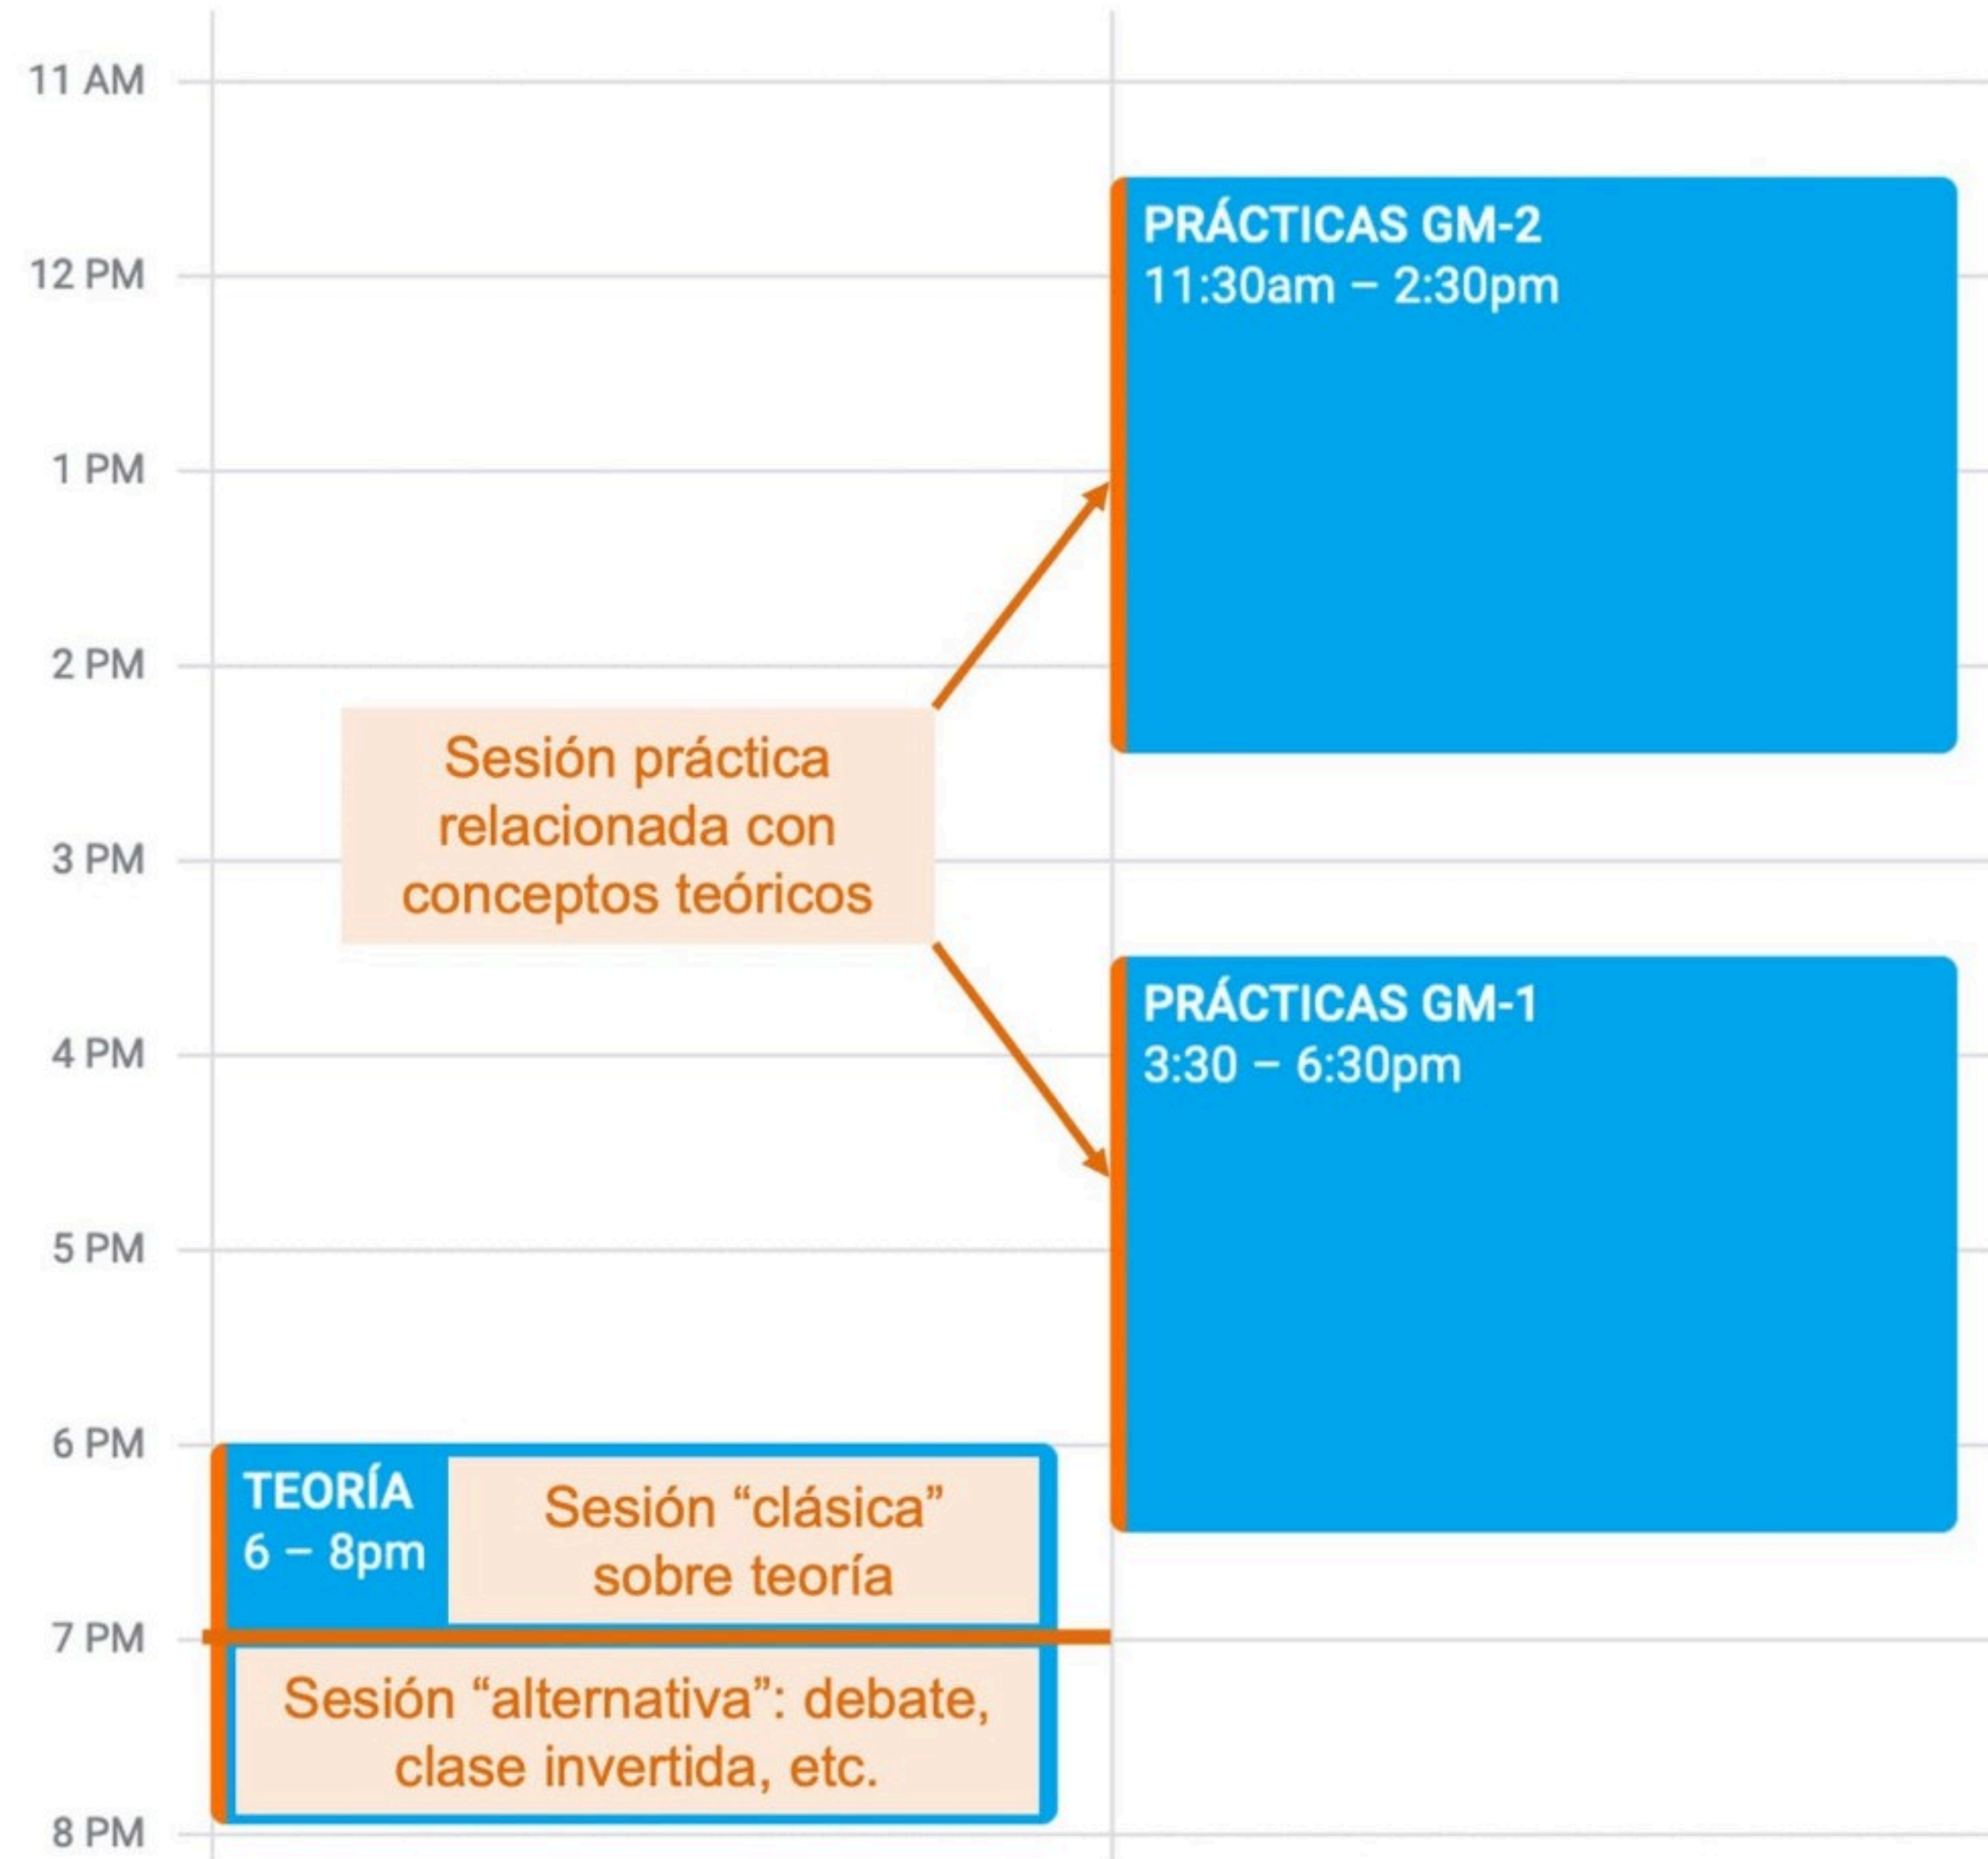 11 AM
12 PM
1 PM
2 PM
3 PM
4 PM
5 PM
6 PM
7 PM
8 PM
PRÁCTICAS GM-2
11:30am – 2:30pm
Sesión práctica
relacionada con
conceptos teóricos
PRÁCTICAS GM-1
3:30 – 6:30pm
TEORÍA
6 – 8pm
Sesión “clásica”
sobre teoría
Sesión “alternativa”: debate,
clase invertida, etc.